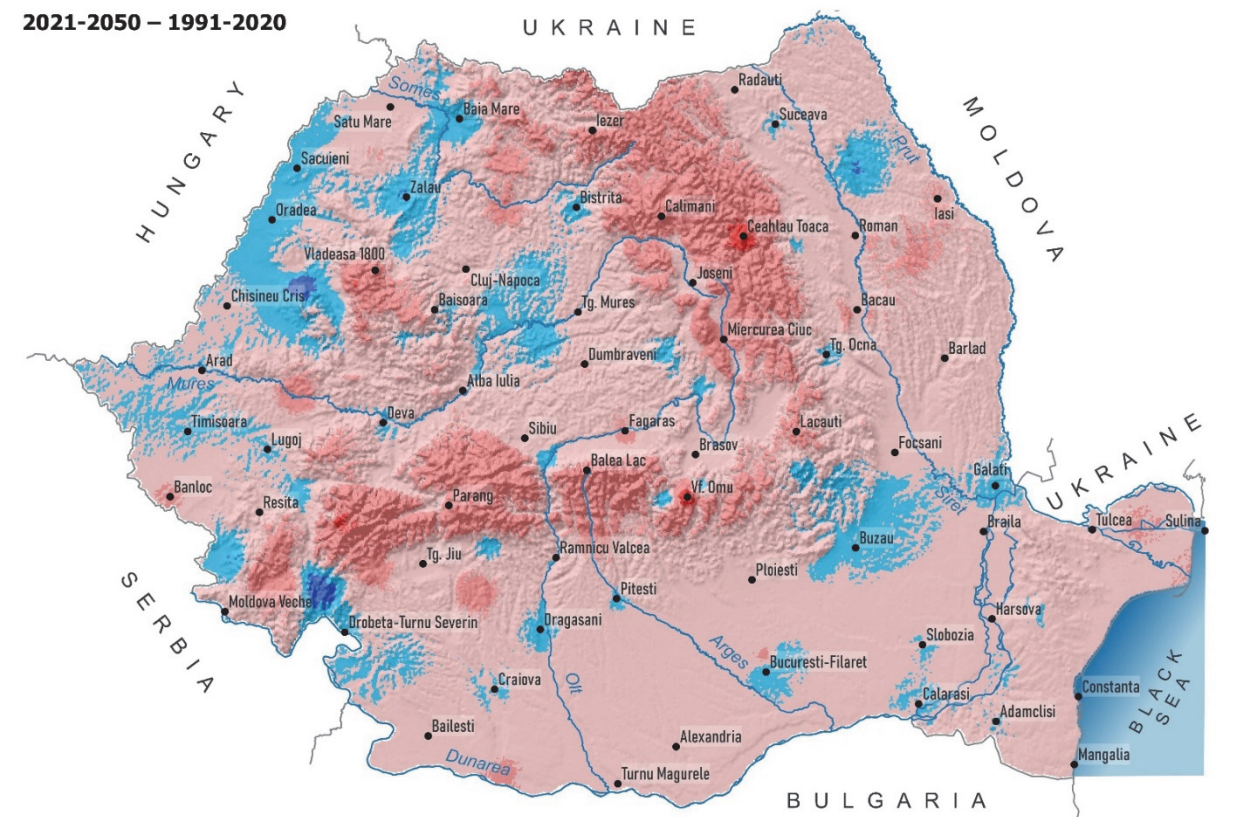 2021-2050 – 1991-2020
UKRAINE
HUNGARY
MOLDOVA
Radauti
Somes
Baia Mare
Satu Mare
Iezer
Suceava
Prut
Sacuieni
Zalau
Bistrita
Calimani
Iasi
Oradea
Ceahlau Toaca
Roman
Vladeasa 1800
Cluj-Napoca
Joseni
Chisineu Cris
Baisoara
Tg. Mures
Bacau
Miercurea Ciuc
Tg. Ocna
Barlad
Arad
Mures
Dumbraveni
Alba Iulia
Timisoara
Deva
Lugoj
Sibiu
Fagaras
Brasov
Lacauti
Focsani
Balea Lac
Galati
UKRAINE
Banloc
Resita
Parang
Vf. Omu
Siret
Braila
Tulcea
Sulina
Tg. Jiu
Ramnicu Valcea
Buzau
Ploiesti
SERBIA
Moldova Veche
Pitesti
Drobeta-Turnu Severin
Dragasani
Harsova
Arges
Slobozia
Bucuresti-Filaret
Craiova
Olt
Calarasi
Constanta
BLACK
SEA
Adamclisi
Bailesti
Alexandria
Dunarea
Mangalia
Turnu Magurele
BULGARIA